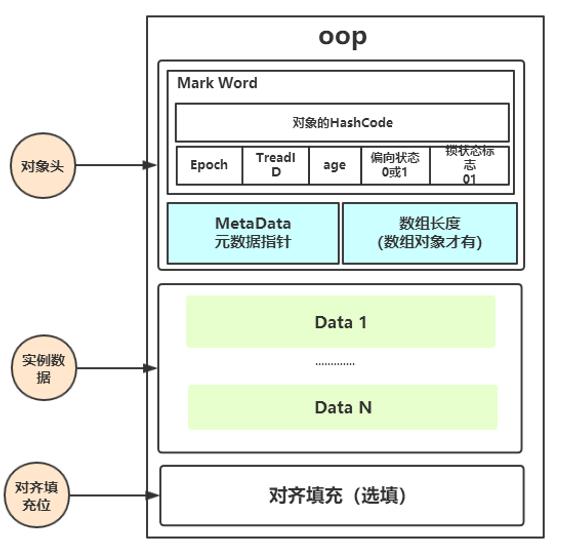 oop
Mark Word
对象的HashCode
Epoch
TreadI
D
age
偏向状态
0或1
锁状态标
志
01
对象头
MetaData
元数据指针
数组长度
(数组对象才有)
Data 1
.............
实例数
据
Data N
对齐填
充位
对齐填充（选填）